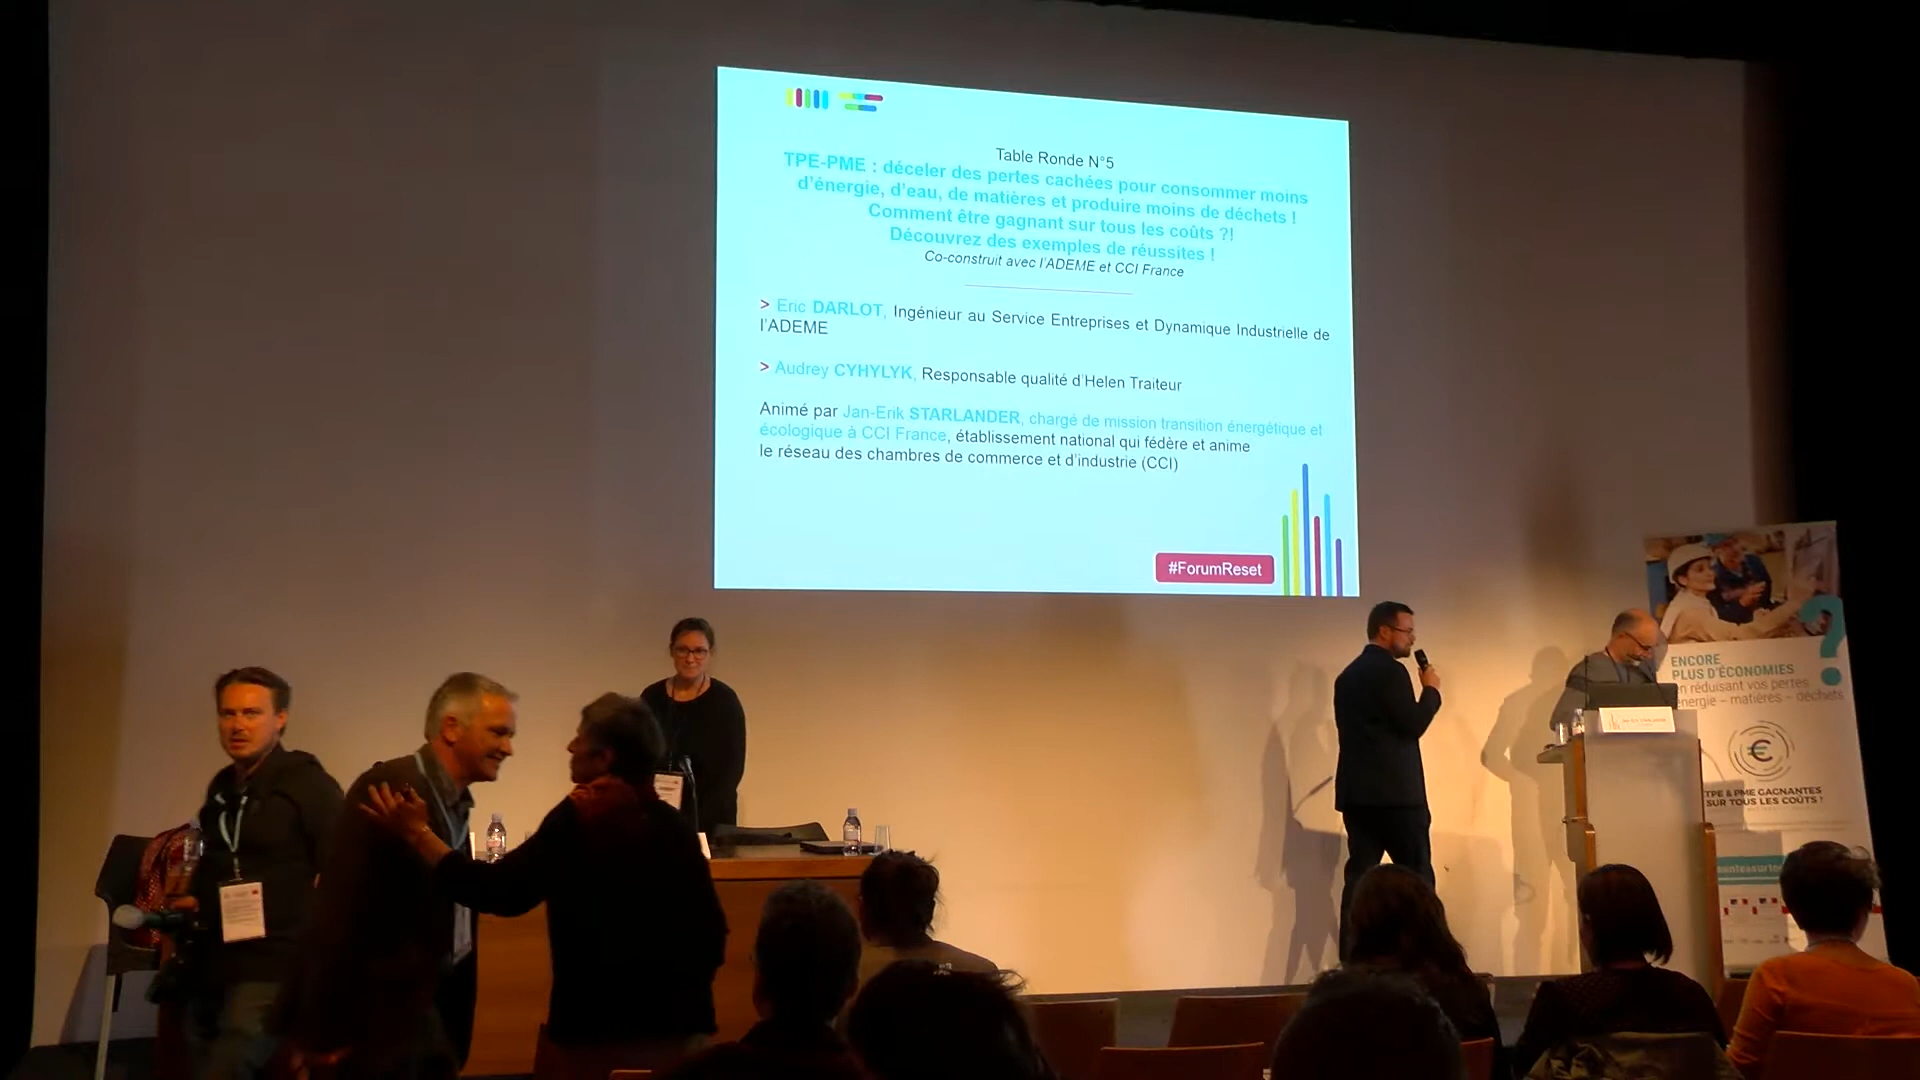 Table Ronde N°5
TPE-PME : déceler des pertes cachées pour consommer moins
d'énergie, d'eau, de matières et produire moins de déchets !
Comment être gagnant sur tous les coûts ?!
Découvrez des exemples de réussites !
Co-construit avec l'ADEME et CCI France
> Eric DARLOT, Ingénieur au Service Entreprises et Dynamique Industrielle de
l'ADEME
> Audrey CYHYLYK, Responsable qualité d'Helen Traiteur
Animé par Jan-Erik STARLANDER, chargé de mission transition énergétique et
écologique à CCI France, établissement national qui fédère et anime
le réseau des chambres de commerce et d'industrie (CCI)
#ForumReset
ENCORE
PLUS D'ÉCONOMIES
en réduisant vos pertes
énergie – matières – déchets
?
€
TPE & PME GAGNANTES
SUR TOUS LES COÛTS !